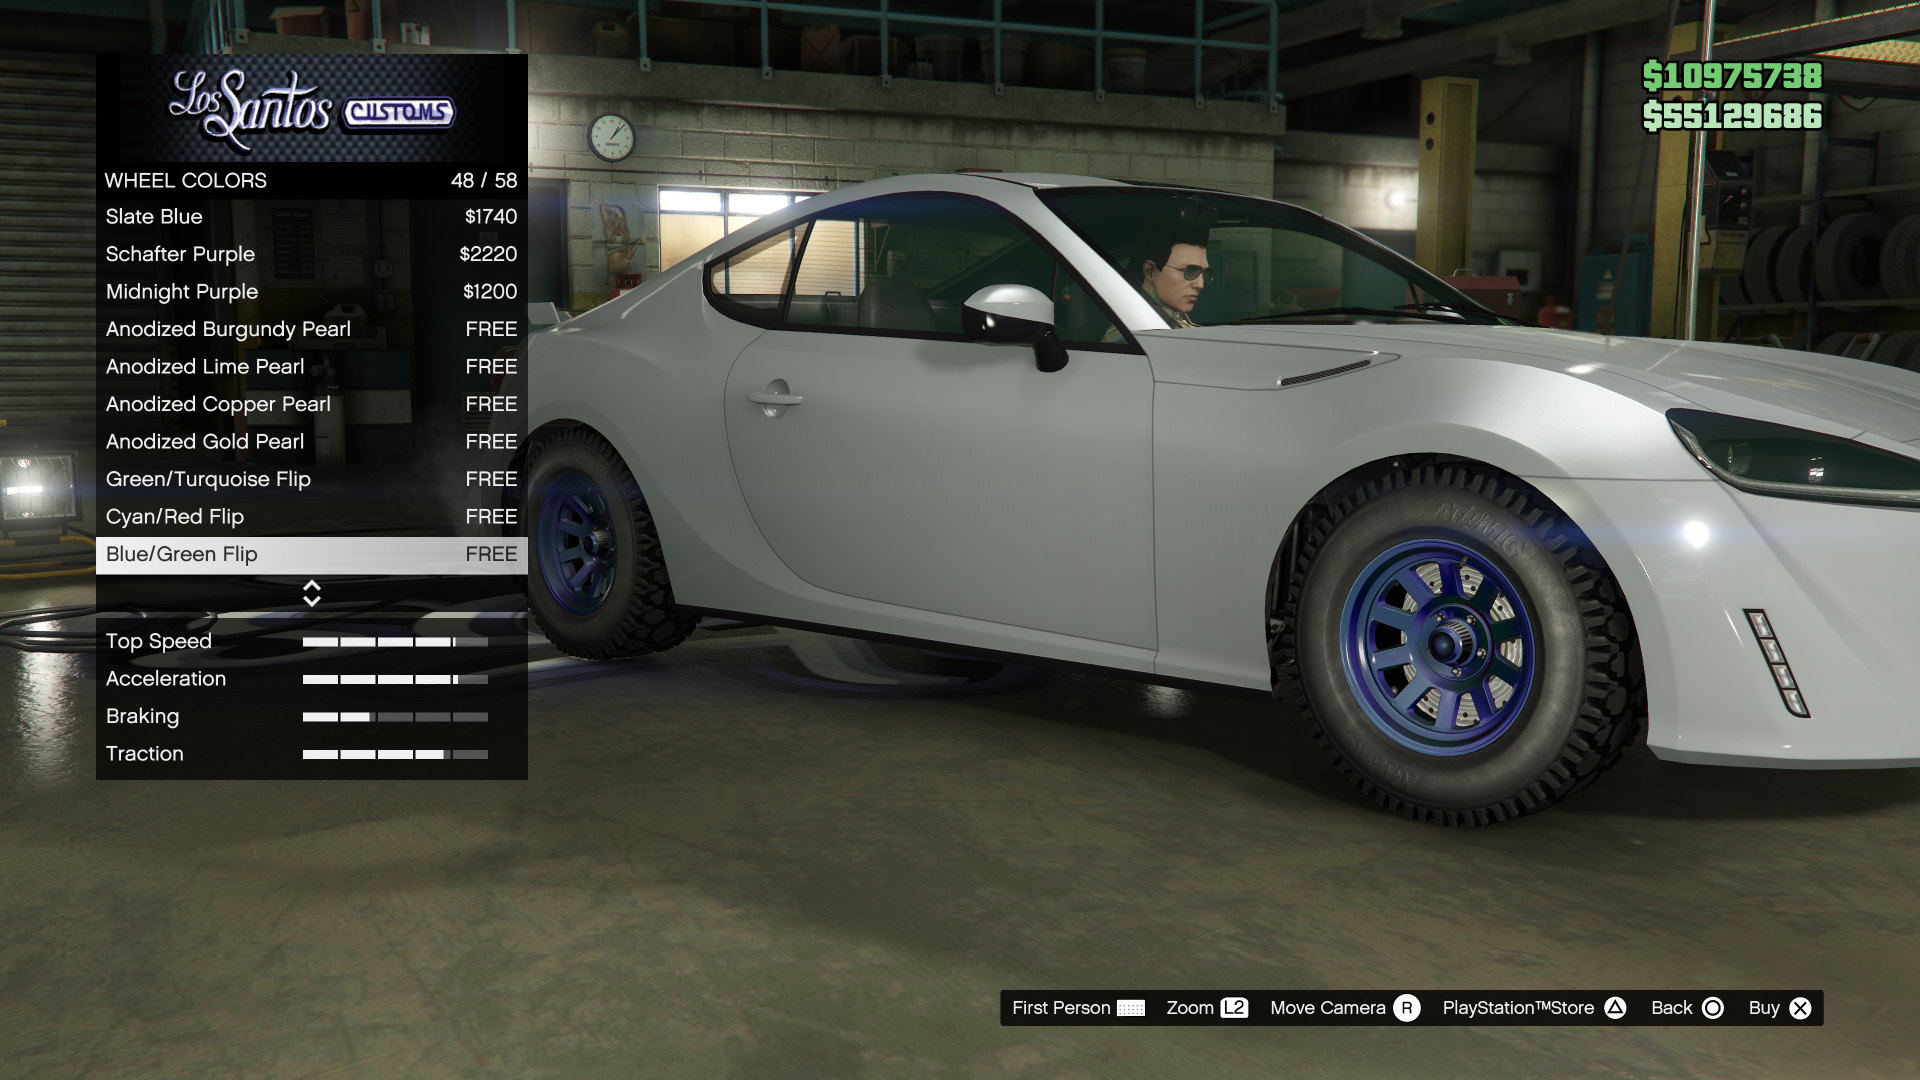 Los Santos CUSTOMS
WHEEL COLORS 48 / 58
Slate Blue $1740
Schafter Purple $2220
Midnight Purple $1200
Anodized Burgundy Pearl FREE
Anodized Lime Pearl FREE
Anodized Copper Pearl FREE
Anodized Gold Pearl FREE
Green/Turquoise Flip FREE
Cyan/Red Flip FREE
Blue/Green Flip FREE
Top Speed
Acceleration
Braking
Traction
$10975738
$55129686
ATOMIC
First Person Zoom L2 Move Camera R PlayStation™Store Back Buy